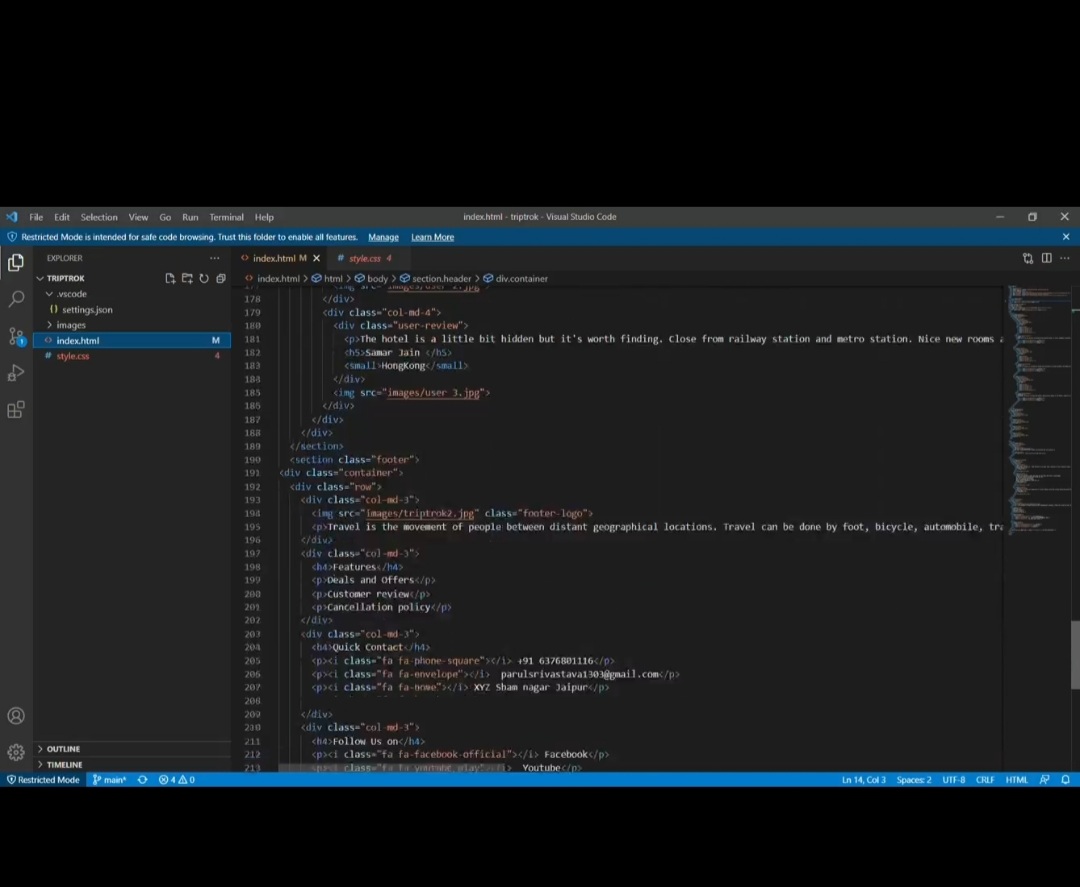 File Edit Selection View Go Run Terminal Help
index.html - triptrok - Visual Studio Code
Restricted Mode is intended for safe code browsing. Trust this folder to enable all features. Manage Learn More
EXPLORER
TRIPTROK
.vscode
{} settings.json
images
<> index.html M
# style.css 4
OUTLINE
TIMELINE
<> index.html M
# style.css 4
<> index.html > html > body > section.header > div.container
178 </div>
179 <div class="col-md-4">
180 <div class="user-review">
181 <p>The hotel is a little bit hidden but it's worth finding. Close from railway station and metro station. Nice new rooms
182 <h5>Samar Jain </h5>
183 <small>HongKong</small>
184 </div>
185 <img src="images/user 3.jpg">
186 </div>
187 </div>
188 </div>
189 </section>
190 <section class="footer">
191 <div class="container">
192 <div class="row">
193 <div class="col-md-3">
194 <img src="images/triptrok2.jpg" class="footer-logo">
195 <p>Travel is the movement of people between distant geographical locations. Travel can be done by foot, bicycle, automobile, tra
196 </div>
197 <div class="col-md-3">
198 <h4>Features</h4>
199 <p>Deals and Offers</p>
200 <p>Customer review</p>
201 <p>Cancellation policy</p>
202 </div>
203 <div class="col-md-3">
204 <h4>Quick Contact</h4>
205 <p><i class="fa fa-phone-square"></i> +91 6376801116</p>
206 <p><i class="fa fa-envelope"></i> parulsrivastava1303@gmail.com</p>
207 <p><i class="fa fa-home"></i> XYZ Sham nagar Jaipur</p>
208
209 </div>
210 <div class="col-md-3">
211 <h4>Follow Us on</h4>
212 <p><i class="fa fa-facebook-official"></i> Facebook</p>
213 <p><i class="fa fa-youtube-play"></i> Youtube</p>
Restricted Mode main* 4 0
Ln 14, Col 3 Spaces: 2 UTF-8 CRLF HTML